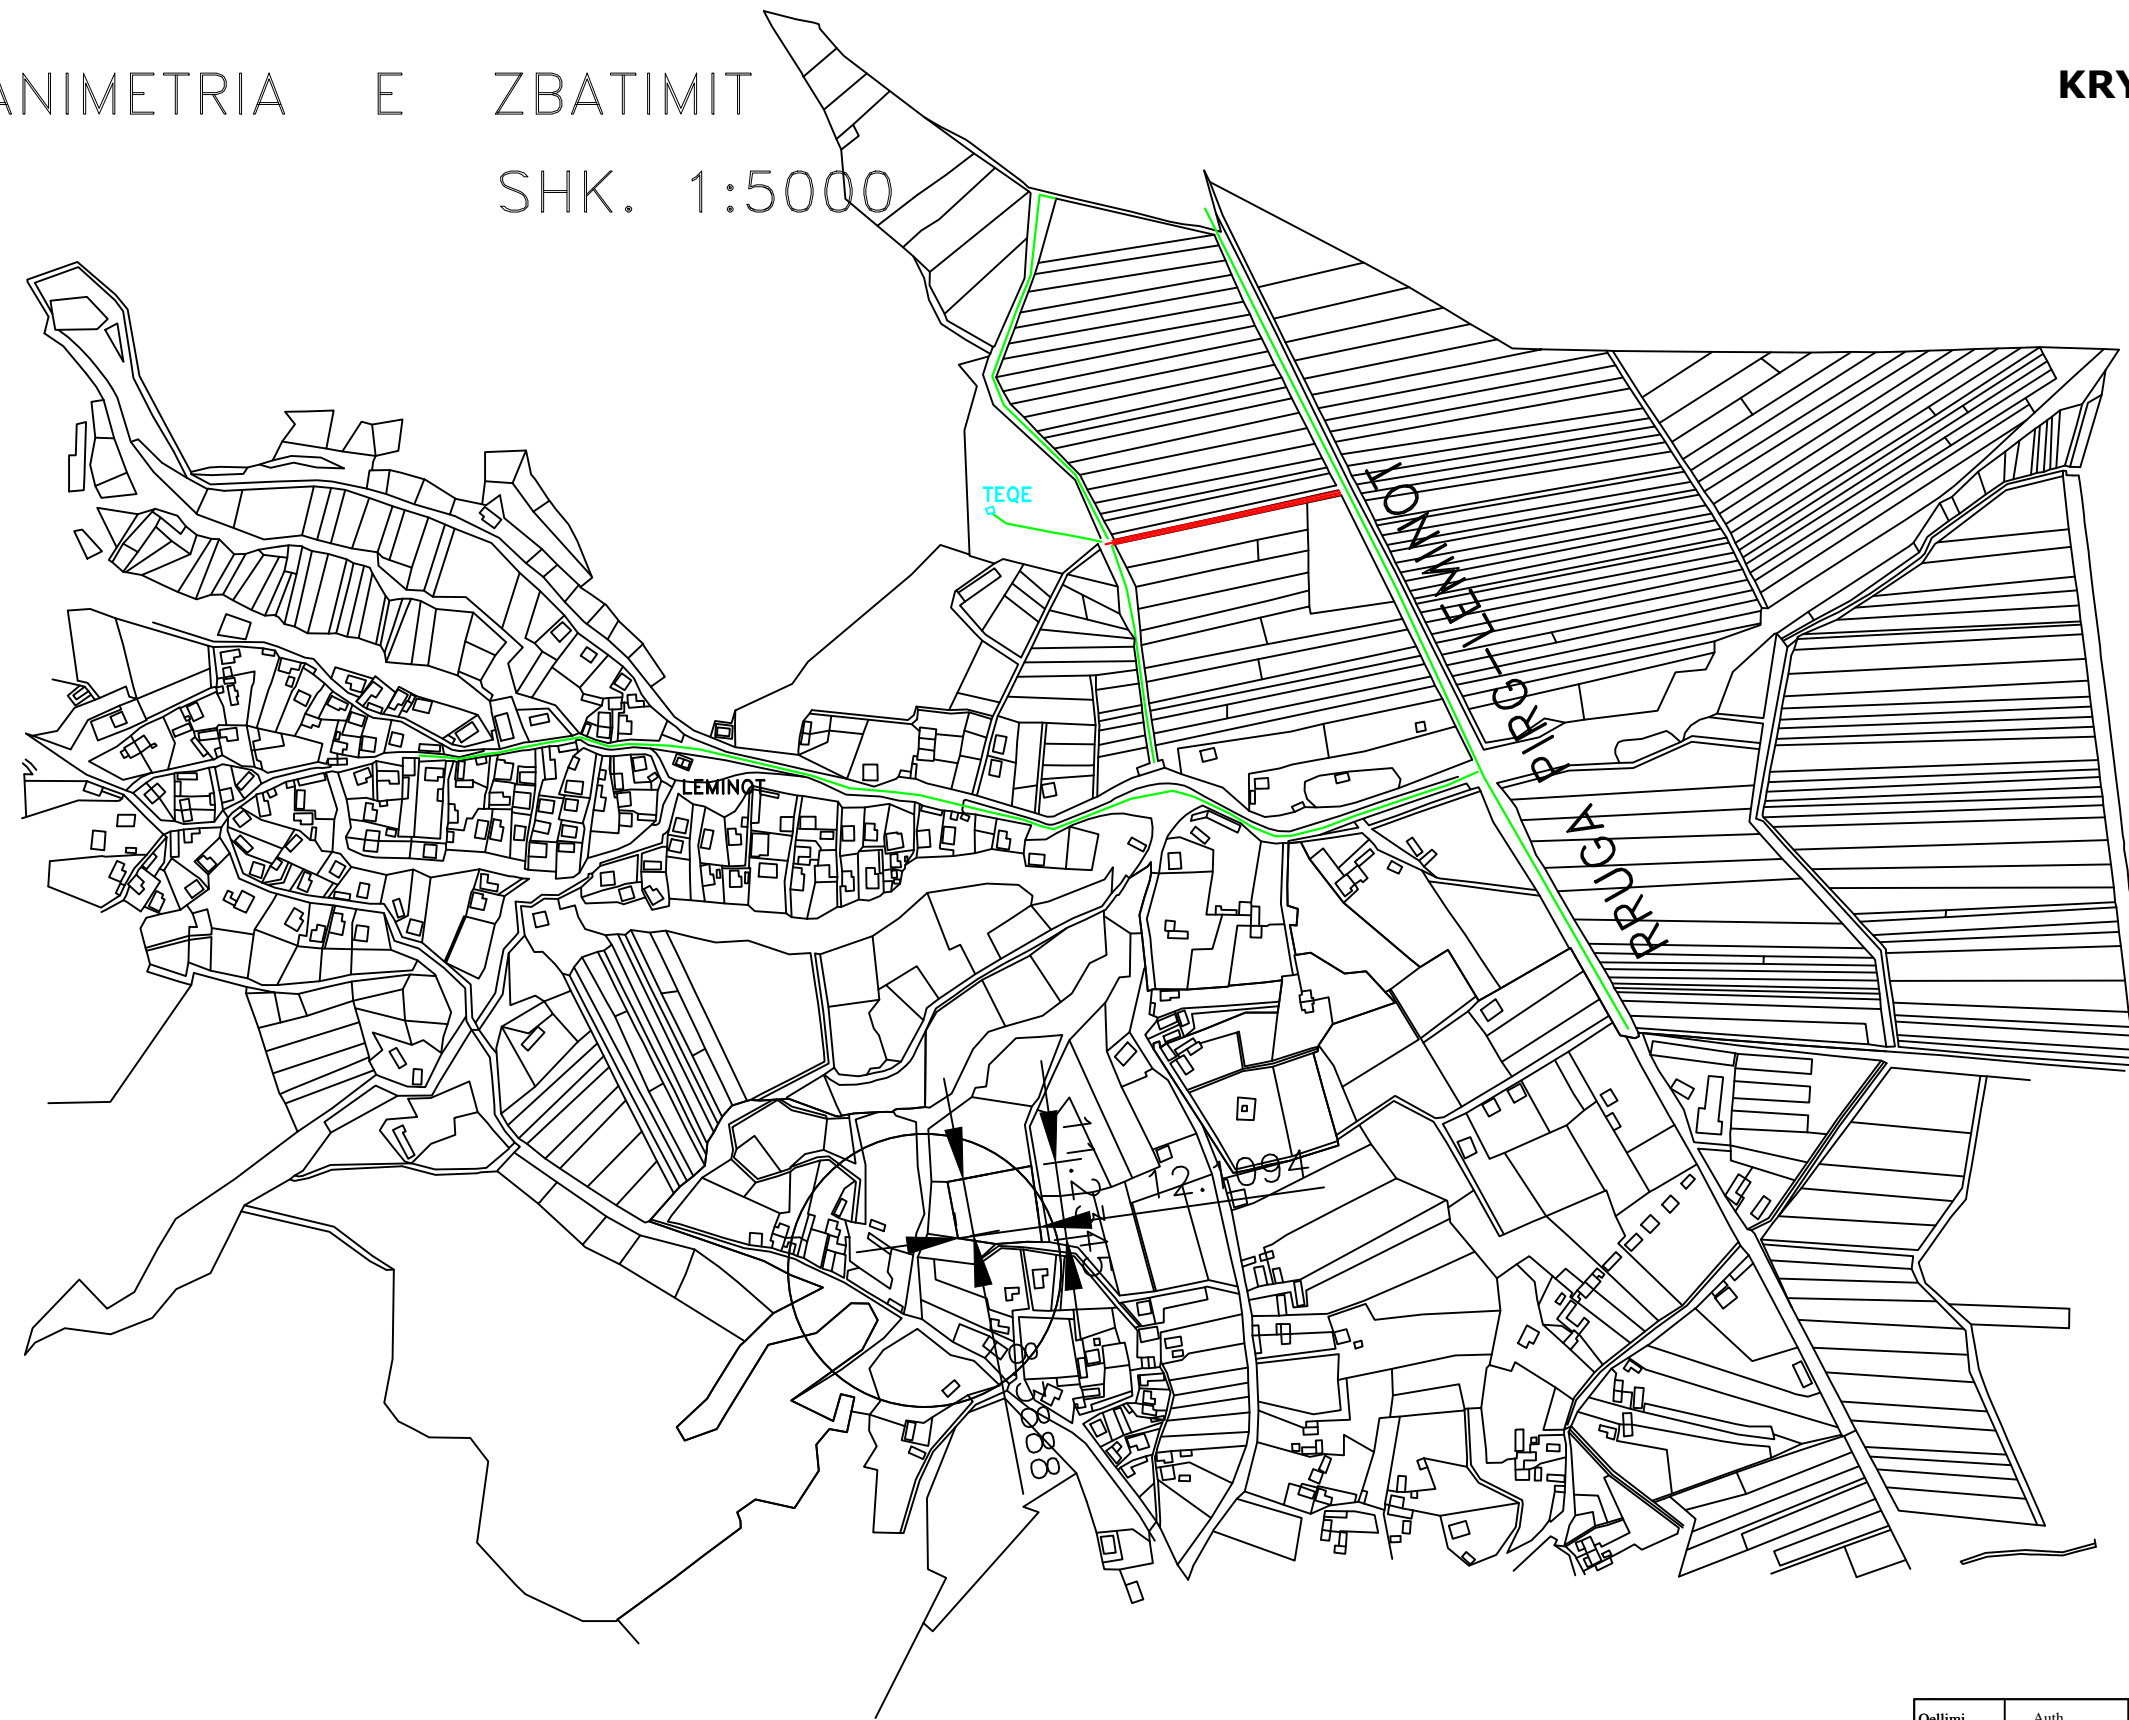 ANIMETRIA E ZBATIMIT
KRY
SHK. 1:5000
TEQE
RRUGA PIRG-LEMINOT
LEMINOT
12.1094
Qellimi
Auth